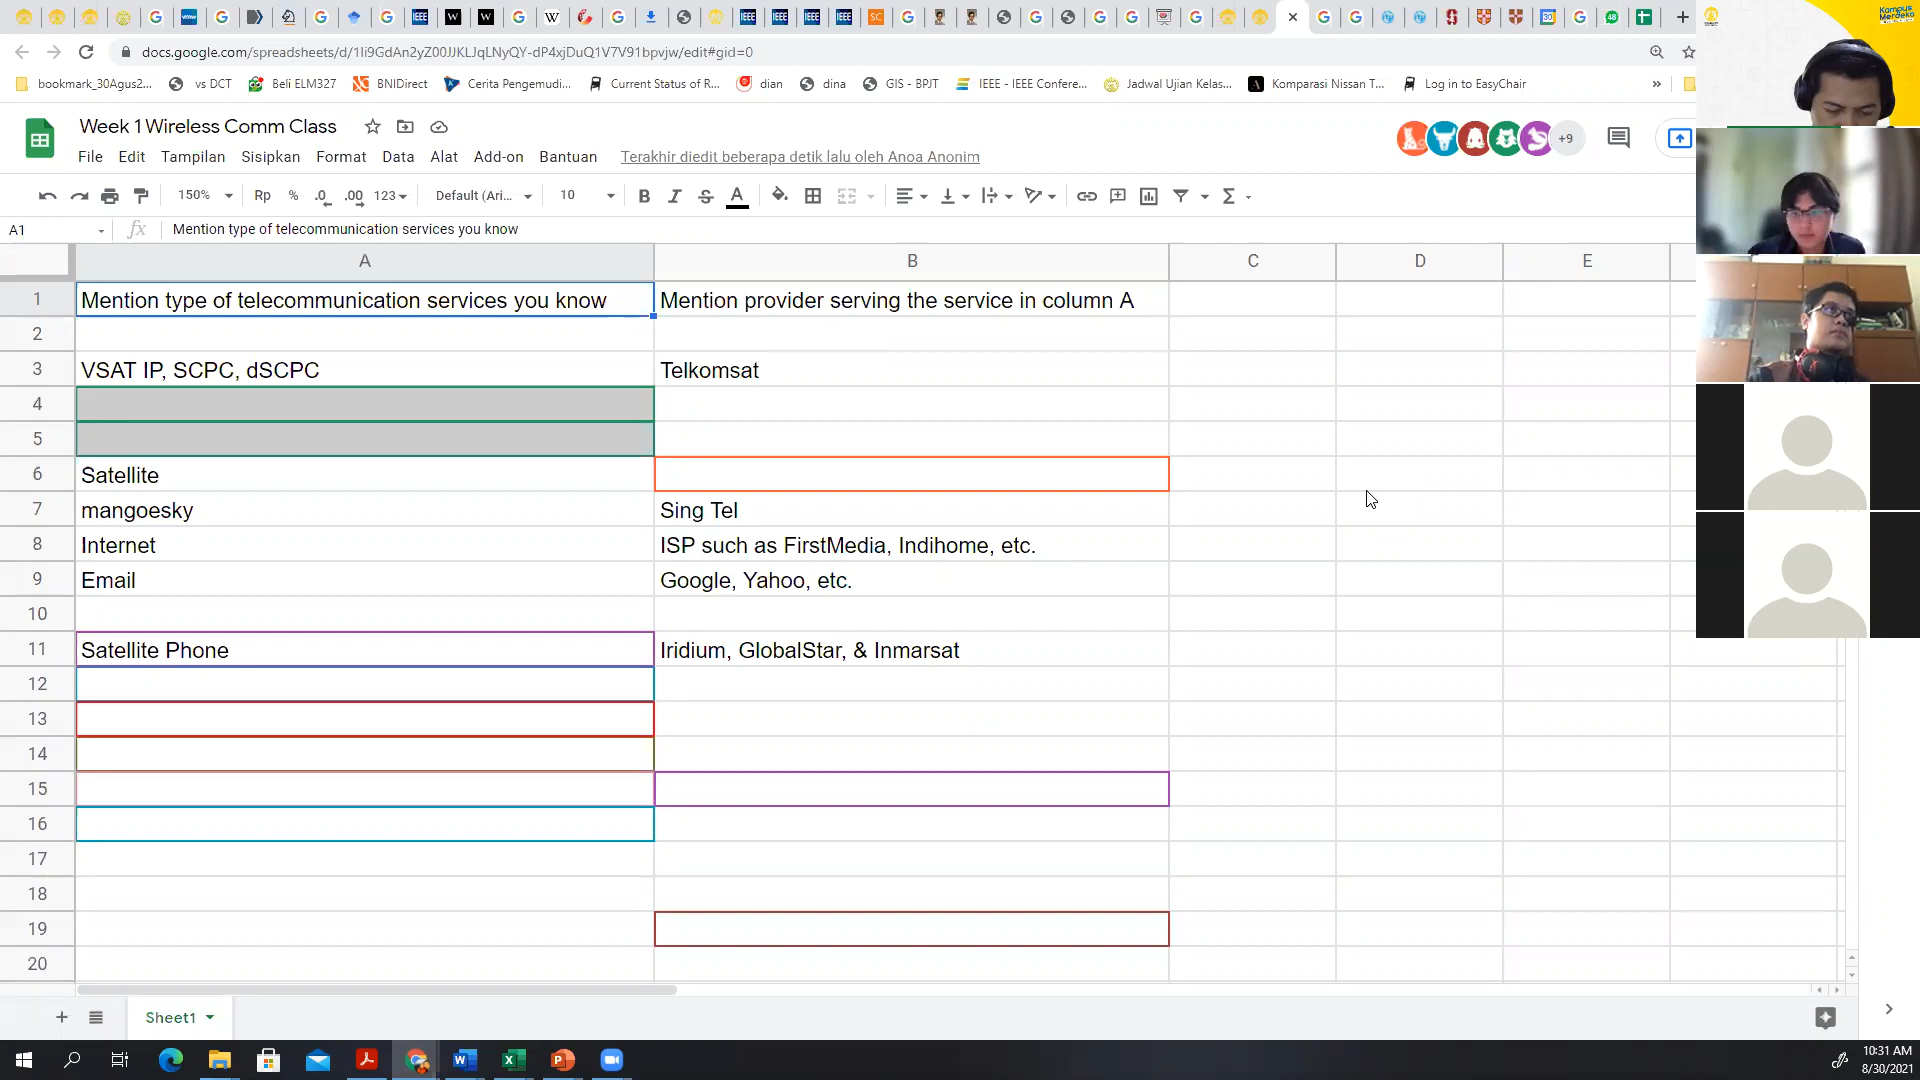 docs.google.com/spreadsheets/d/1Ii9GdAn2yZ00JJKLJqLNyQY-dP4xjDuQ1V7V91bpvjw/edit#gid=0
bookmark_30Agus2... vs DCT Beli ELM327 BNIDirect Cerita Pengemudi... Current Status of R... dian dina GIS - BPJT IEEE - IEEE Confere... Jadwal Ujian Kelas... Komparasi Nissan T... Log in to EasyChair »
Kampus Merdeka
Week 1 Wireless Comm Class
+9
File Edit Tampilan Sisipkan Format Data Alat Add-on Bantuan Terakhir diedit beberapa detik lalu oleh Anoa Anonim
150% Rp % .0 .00 123 Default (Ari... 10 B I S A Σ
A1 fx Mention type of telecommunication services you know
A B C D E
1 Mention type of telecommunication services you know Mention provider serving the service in column A
2
3 VSAT IP, SCPC, dSCPC Telkomsat
4
5
6 Satellite
7 mangoesky Sing Tel
8 Internet ISP such as FirstMedia, Indihome, etc.
9 Email Google, Yahoo, etc.
10
11 Satellite Phone Iridium, GlobalStar, & Inmarsat
12
13
14
15
16
17
18
19
20
Sheet1
10:31 AM
8/30/2021